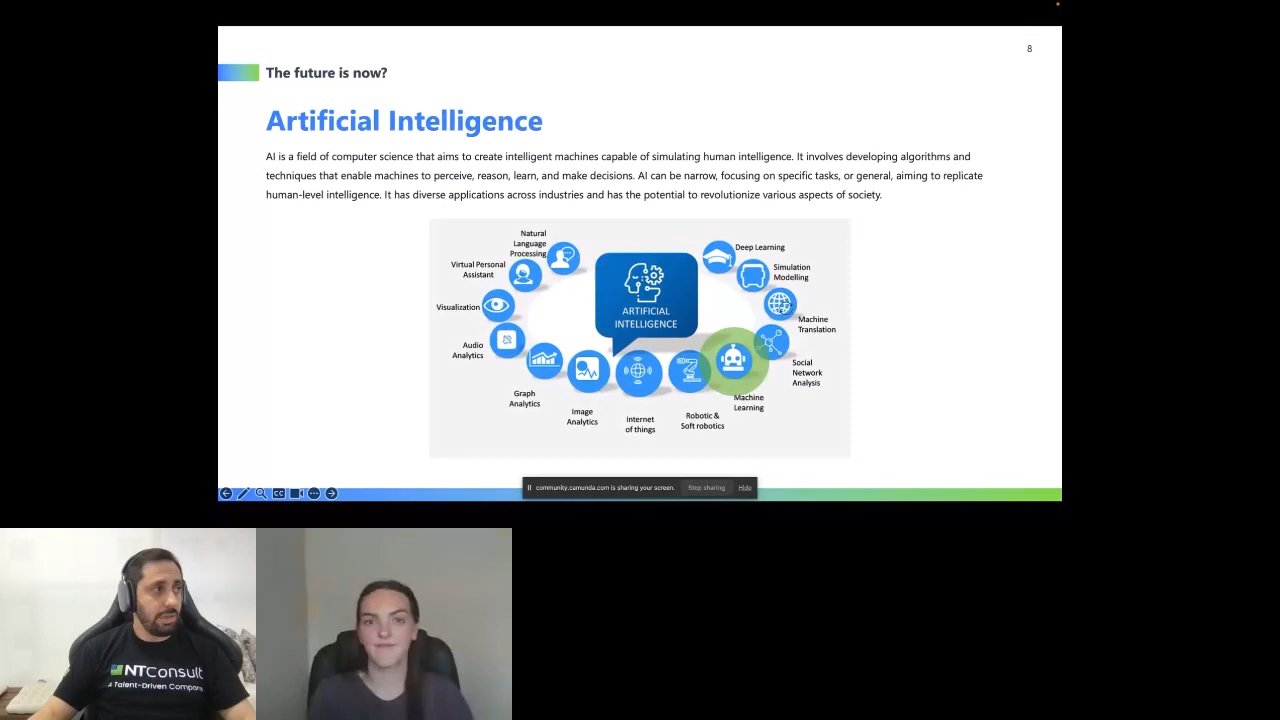 8
The future is now?
Artificial Intelligence
AI is a field of computer science that aims to create intelligent machines capable of simulating human intelligence. It involves developing algorithms and
techniques that enable machines to perceive, reason, learn, and make decisions. AI can be narrow, focusing on specific tasks, or general, aiming to replicate
human-level intelligence. It has diverse applications across industries and has the potential to revolutionize various aspects of society.
Natural
Language
Processing
Virtual Personal
Assistant
Visualization
Audio
Analytics
Graph
Analytics
Image
Analytics
Internet
of things
Robotic &
Soft robotics
Machine
Learning
Social
Network
Analysis
Machine
Translation
Simulation
Modelling
Deep Learning
ARTIFICIAL
INTELLIGENCE
CC
community.camunda.com is sharing your screen. Stop sharing Hide
NTConsult
A Talent-Driven Company